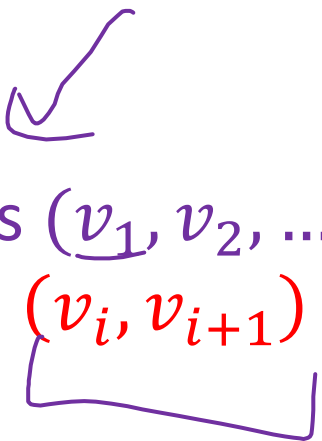 s (v₁, v₂, …
(vᵢ, vᵢ₊₁)